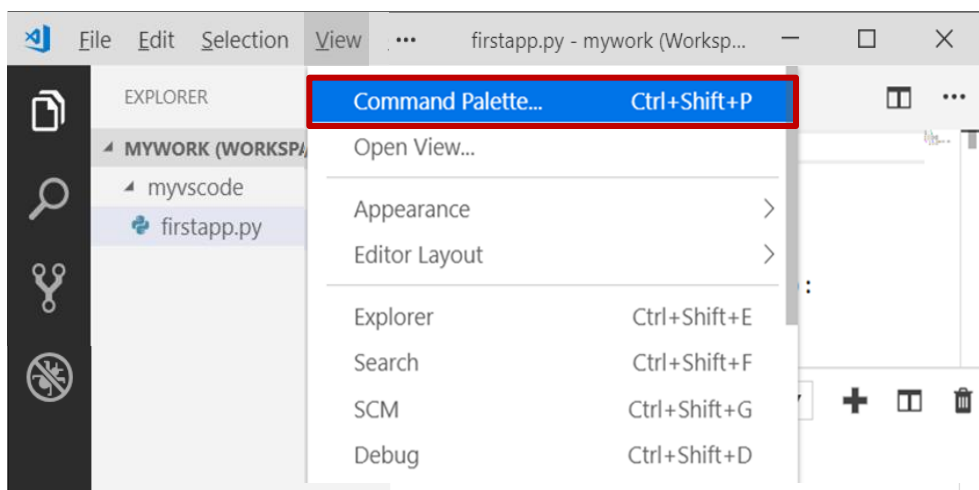 File Edit Selection View ... firstapp.py - mywork (Worksp...
EXPLORER
Command Palette... Ctrl+Shift+P
MYWORK (WORKSPA
Open View...
myvscode
Appearance
firstapp.py
Editor Layout
:
Explorer Ctrl+Shift+E
Search Ctrl+Shift+F
SCM Ctrl+Shift+G
Debug Ctrl+Shift+D